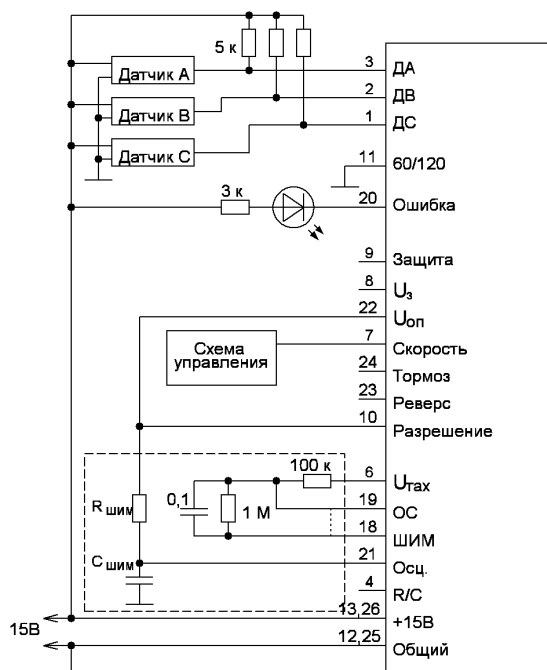 5 к
Датчик А
3 ДА
Датчик В
2 ДВ
Датчик С
1 ДС
11 60/120
3 к
20 Ошибка
9 Защита
8 Uз
22 Uоп
Схема
управления
7 Скорость
24 Тормоз
23 Реверс
10 Разрешение
100 к
6 Uтах
R шим
0,1
1 М
19 ОС
18 ШИМ
С шим
21 Осц.
4 R/C
15В
13,26 +15В
12,25 Общий